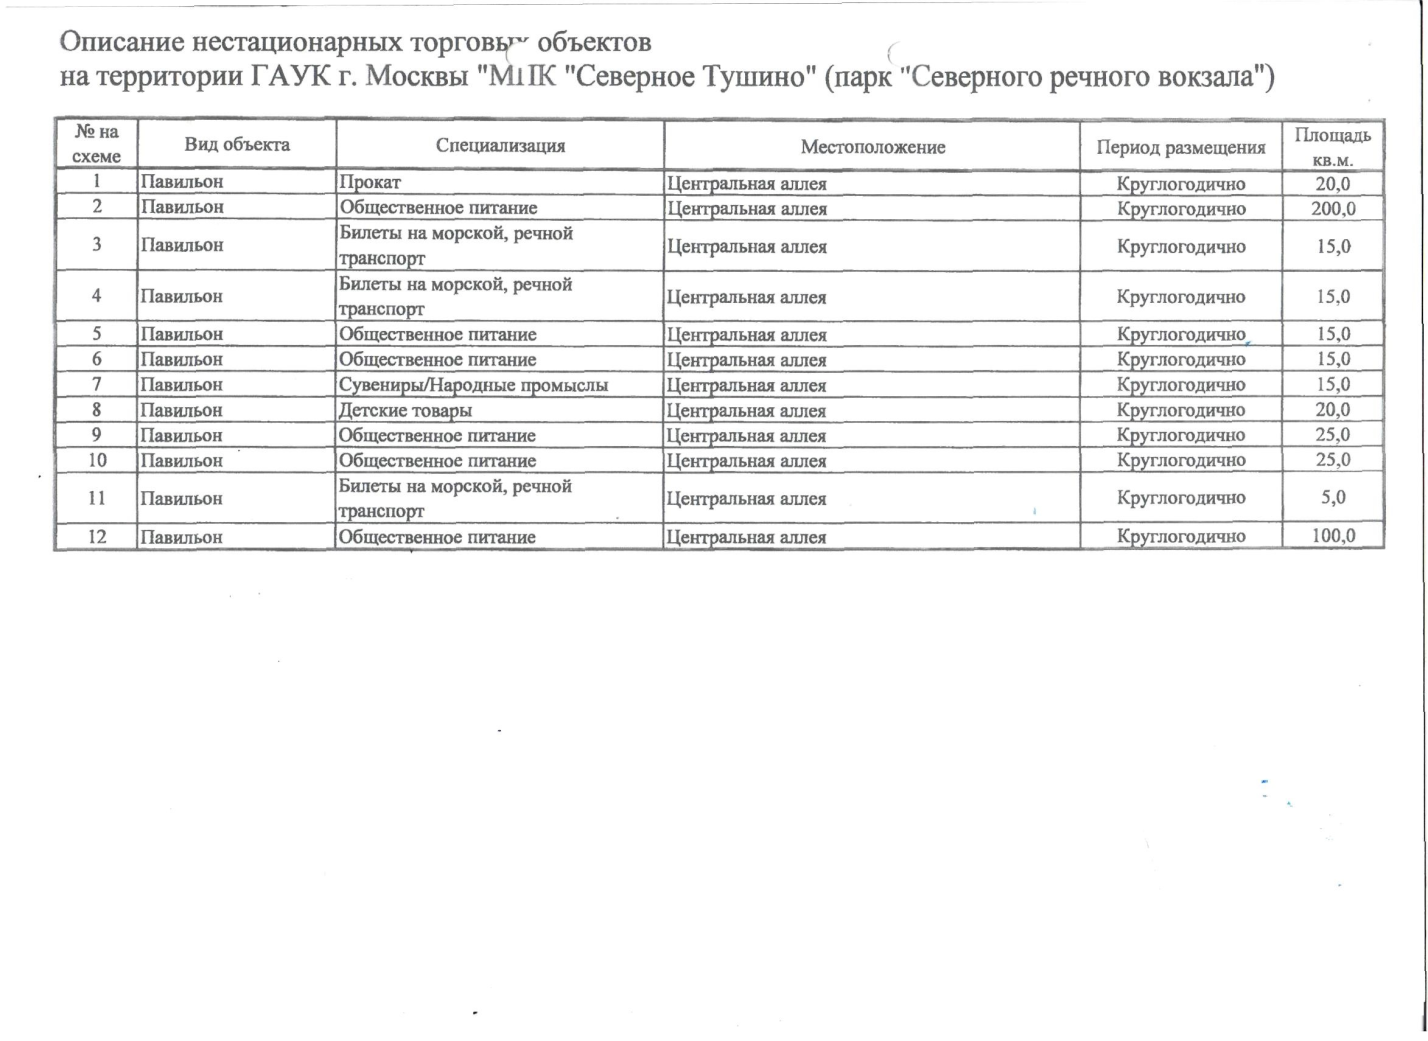 Описание нестационарных торговых объектов
на территории ГАУК г. Москвы "МПК "Северное Тушино" (парк "Северного речного вокзала")
№ на схеме Вид объекта Специализация Местоположение Период размещения Площадь кв.м.
1 Павильон Прокат Центральная аллея Круглогодично 20,0
2 Павильон Общественное питание Центральная аллея Круглогодично 200,0
3 Павильон Билеты на морской, речной транспорт Центральная аллея Круглогодично 15,0
4 Павильон Билеты на морской, речной транспорт Центральная аллея Круглогодично 15,0
5 Павильон Общественное питание Центральная аллея Круглогодично 15,0
6 Павильон Общественное питание Центральная аллея Круглогодично 15,0
7 Павильон Сувениры/Народные промыслы Центральная аллея Круглогодично 15,0
8 Павильон Детские товары Центральная аллея Круглогодично 20,0
9 Павильон Общественное питание Центральная аллея Круглогодично 25,0
10 Павильон Общественное питание Центральная аллея Круглогодично 25,0
11 Павильон Билеты на морской, речной транспорт Центральная аллея Круглогодично 5,0
12 Павильон Общественное питание Центральная аллея Круглогодично 100,0